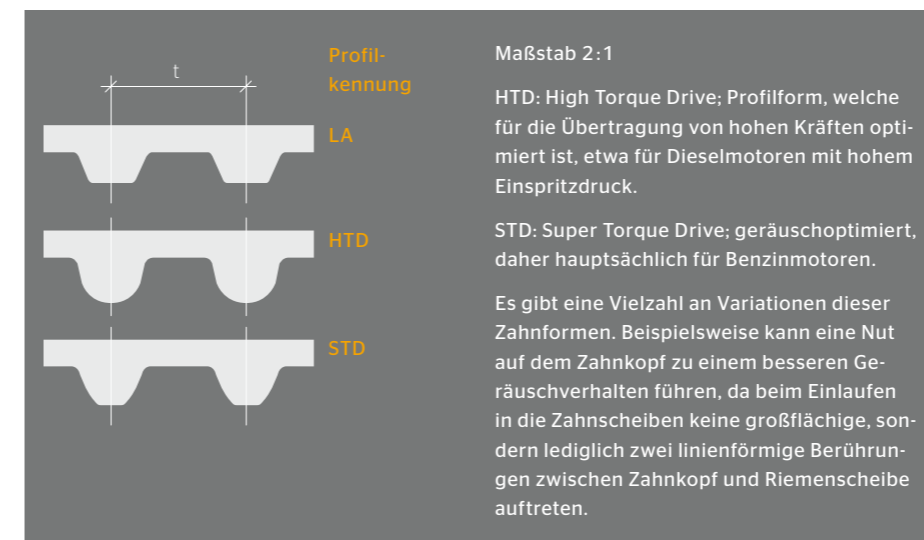 t
Profil-
kennung
LA
HTD
STD
Maßstab 2:1
HTD: High Torque Drive; Profilform, welche
für die Übertragung von hohen Kräften opti-
miert ist, etwa für Dieselmotoren mit hohem
Einspritzdruck.
STD: Super Torque Drive; geräuschoptimiert,
daher hauptsächlich für Benzinmotoren.
Es gibt eine Vielzahl an Variationen dieser
Zahnformen. Beispielsweise kann eine Nut
auf dem Zahnkopf zu einem besseren Ge-
räuschverhalten führen, da beim Einlaufen
in die Zahnscheiben keine großflächige, son-
dern lediglich zwei linienförmige Berührun-
gen zwischen Zahnkopf und Riemenscheibe
auftreten.